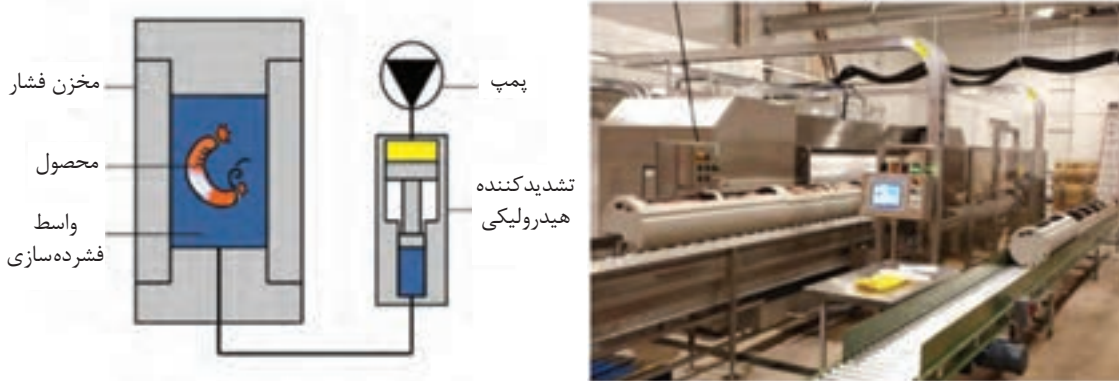 مخزن فشار
محصول
واسط
فشرده‌سازی
پمپ
تشدیدکننده
هیدرولیکی